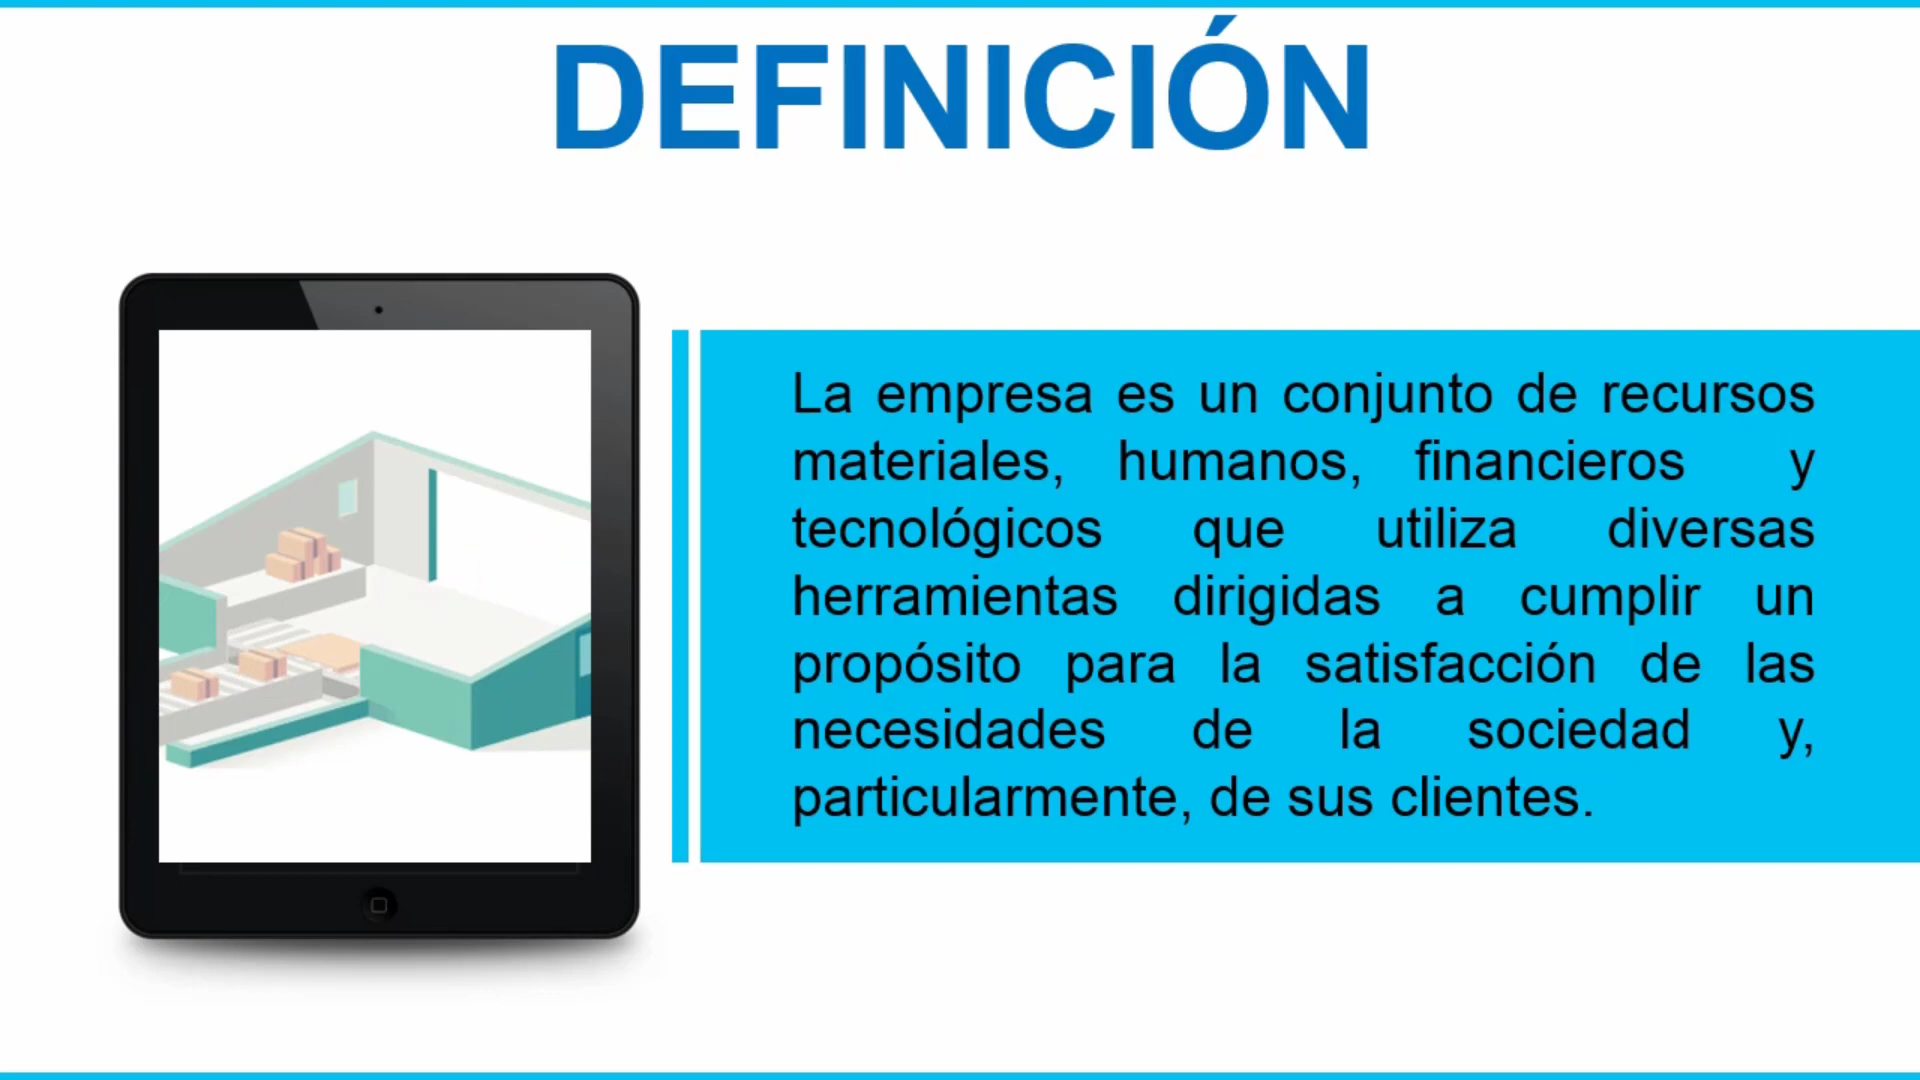 DEFINICIÓN
La empresa es un conjunto de recursos
materiales, humanos, financieros y
tecnológicos que utiliza diversas
herramientas dirigidas a cumplir un
propósito para la satisfacción de las
necesidades de la sociedad y,
particularmente, de sus clientes.